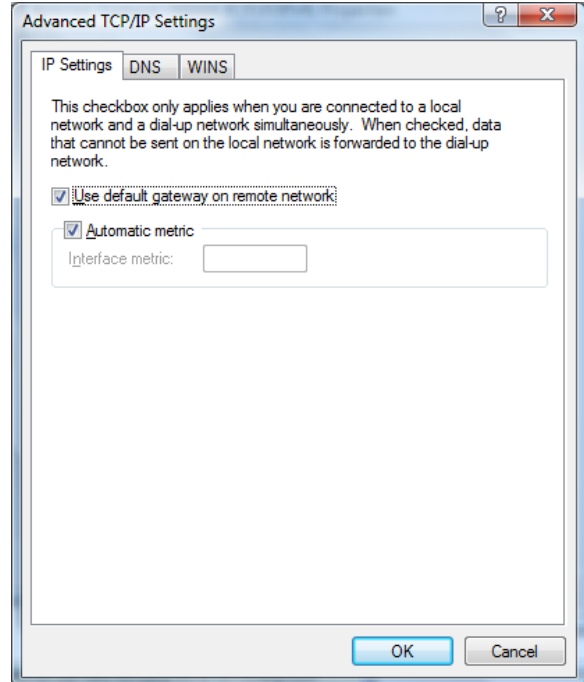 Advanced TCP/IP Settings
IP Settings DNS WINS
This checkbox only applies when you are connected to a local
network and a dial-up network simultaneously. When checked, data
that cannot be sent on the local network is forwarded to the dial-up
network.
Use default gateway on remote network
Automatic metric
Interface metric:
OK Cancel